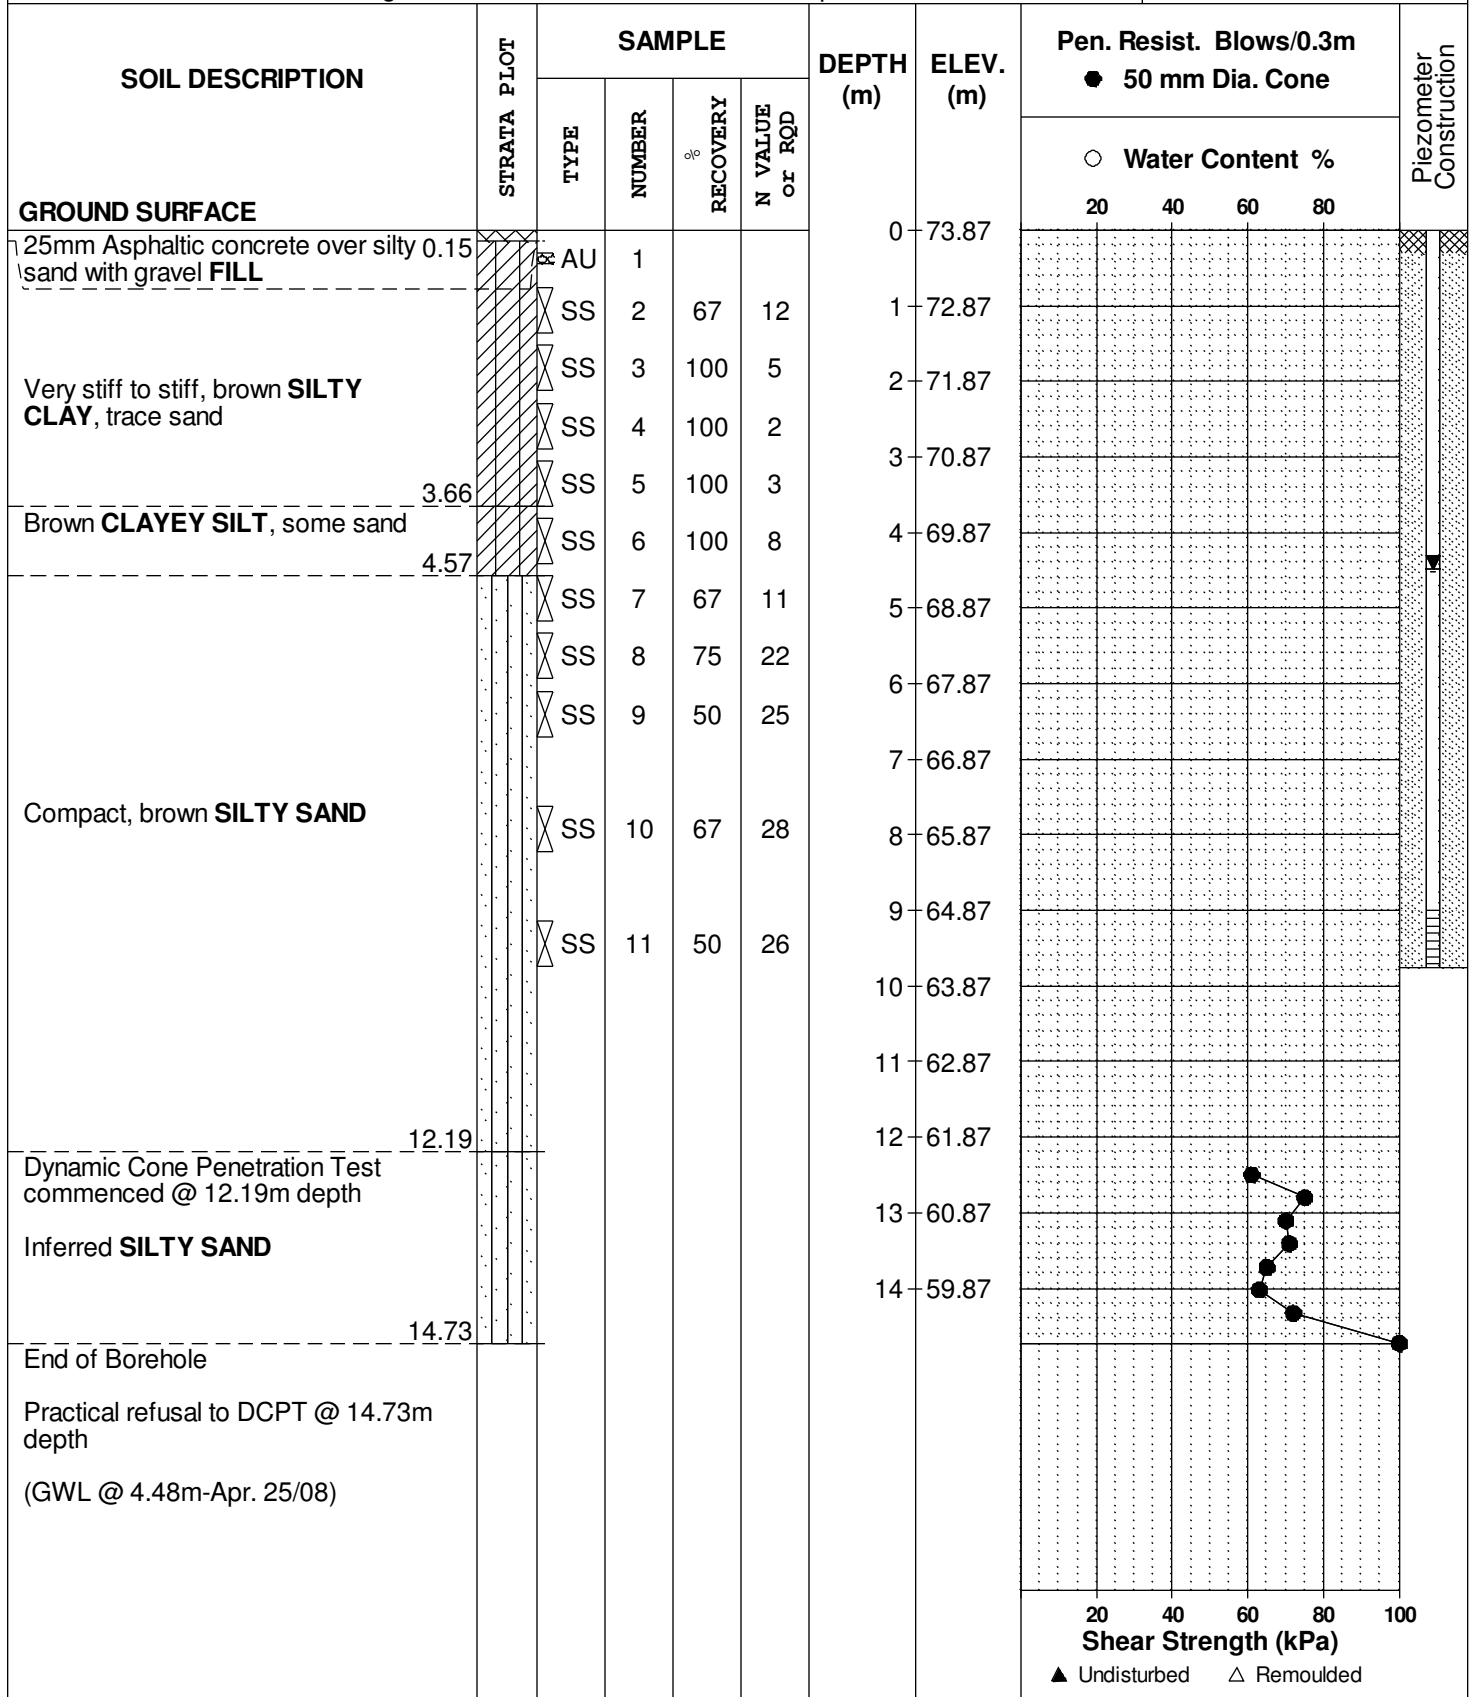 SOIL DESCRIPTION
GROUND SURFACE
STRATA PLOT
SAMPLE
TYPE
NUMBER
% RECOVERY
N VALUE or RQD
DEPTH (m)
ELEV. (m)
Pen. Resist. Blows/0.3m
● 50 mm Dia. Cone
○ Water Content %
20 40 60 80
Piezometer Construction
0 73.87
25mm Asphaltic concrete over silty 0.15
sand with gravel FILL
AU 1
SS 2 67 12
1 72.87
SS 3 100 5
2 71.87
Very stiff to stiff, brown SILTY
CLAY, trace sand
SS 4 100 2
3 70.87
SS 5 100 3
3.66
Brown CLAYEY SILT, some sand
4 69.87
SS 6 100 8
4.57
SS 7 67 11
5 68.87
SS 8 75 22
6 67.87
SS 9 50 25
7 66.87
Compact, brown SILTY SAND
SS 10 67 28
8 65.87
9 64.87
SS 11 50 26
10 63.87
11 62.87
12 61.87
12.19
Dynamic Cone Penetration Test
commenced @ 12.19m depth
13 60.87
Inferred SILTY SAND
14 59.87
14.73
End of Borehole
Practical refusal to DCPT @ 14.73m
depth
(GWL @ 4.48m-Apr. 25/08)
20 40 60 80 100
Shear Strength (kPa)
▲ Undisturbed △ Remoulded